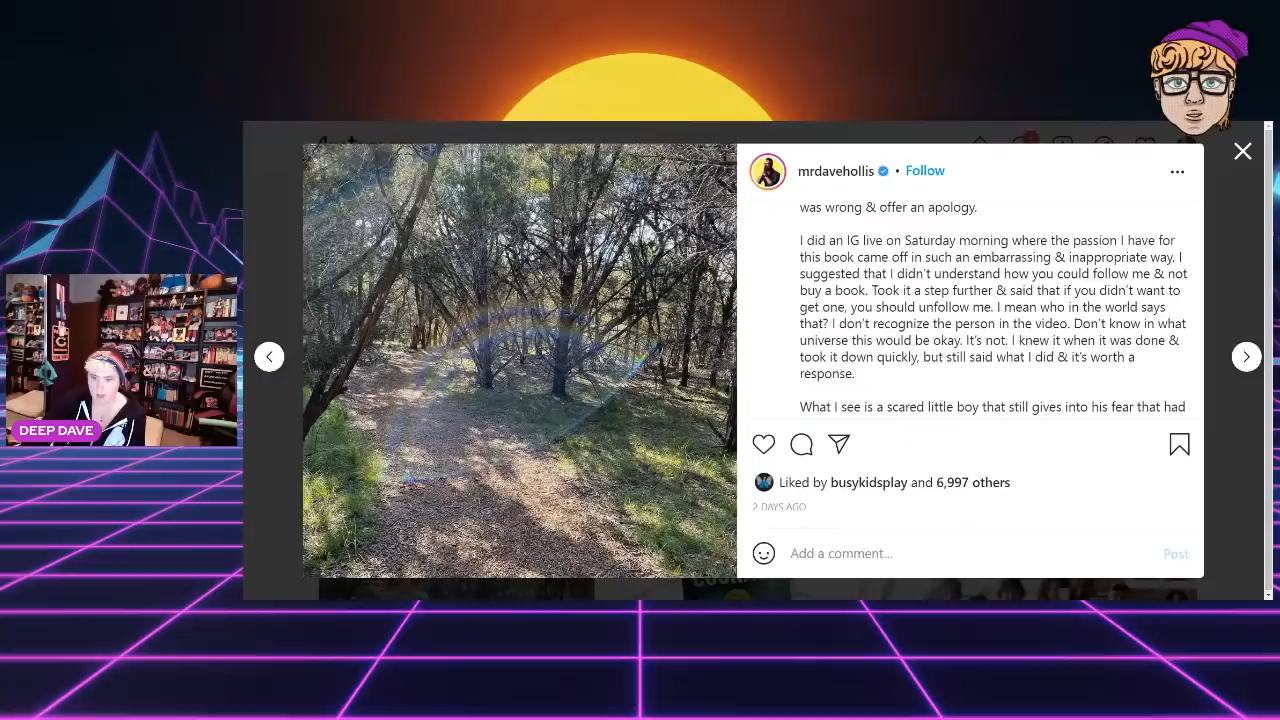 mrdavehollis • Follow
was wrong & offer an apology.
I did an IG live on Saturday morning where the passion I have for
this book came off in such an embarrassing & inappropriate way. I
suggested that I didn't understand how you could follow me & not
buy a book. Took it a step further & said that if you didn't want to
get one, you should unfollow me. I mean who in the world says
that? I don't recognize the person in the video. Don't know in what
universe this would be okay. It's not. I knew it when it was done &
took it down quickly, but still said what I did & it's worth a
response.
What I see is a scared little boy that still gives into his fear that had
DEEP DAVE
Liked by busykidsplay and 6,997 others
2 DAYS AGO
Add a comment...
Post